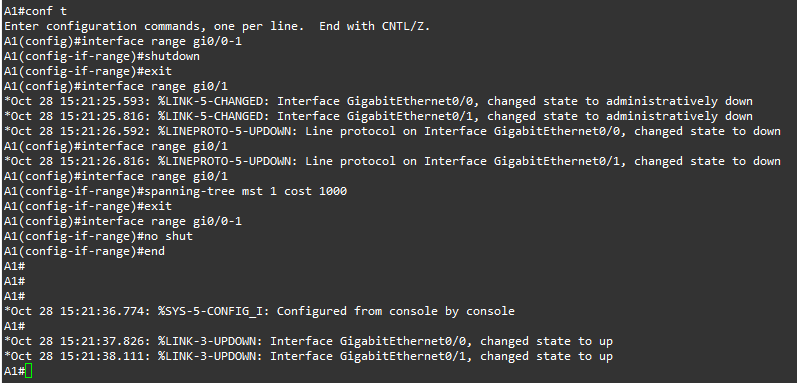 A1#conf t
Enter configuration commands, one per line.  End with CNTL/Z.
A1(config)#interface range gi0/0-1
A1(config-if-range)#shutdown
A1(config-if-range)#exit
A1(config)#interface range gi0/1
*Oct 28 15:21:25.593: %LINK-5-CHANGED: Interface GigabitEthernet0/0, changed state to administratively down
*Oct 28 15:21:25.816: %LINK-5-CHANGED: Interface GigabitEthernet0/1, changed state to administratively down
*Oct 28 15:21:26.592: %LINEPROTO-5-UPDOWN: Line protocol on Interface GigabitEthernet0/0, changed state to down
A1(config)#interface range gi0/1
*Oct 28 15:21:26.816: %LINEPROTO-5-UPDOWN: Line protocol on Interface GigabitEthernet0/1, changed state to down
A1(config)#interface range gi0/1
A1(config-if-range)#spanning-tree mst 1 cost 1000
A1(config-if-range)#exit
A1(config)#interface range gi0/0-1
A1(config-if-range)#no shut
A1(config-if-range)#end
A1#
A1#
A1#
*Oct 28 15:21:36.774: %SYS-5-CONFIG_I: Configured from console by console
A1#
*Oct 28 15:21:37.826: %LINK-3-UPDOWN: Interface GigabitEthernet0/0, changed state to up
*Oct 28 15:21:38.111: %LINK-3-UPDOWN: Interface GigabitEthernet0/1, changed state to up
A1#